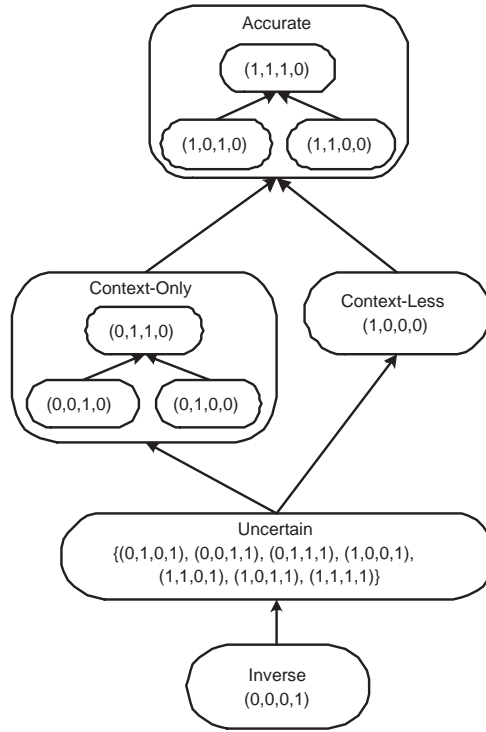 Accurate
(1,1,1,0)
(1,0,1,0)
(1,1,0,0)
Context-Only
(0,1,1,0)
(0,0,1,0)
(0,1,0,0)
Context-Less
(1,0,0,0)
Uncertain
{(0,1,0,1), (0,0,1,1), (0,1,1,1), (1,0,0,1),
(1,1,0,1), (1,0,1,1), (1,1,1,1)}
Inverse
(0,0,0,1)